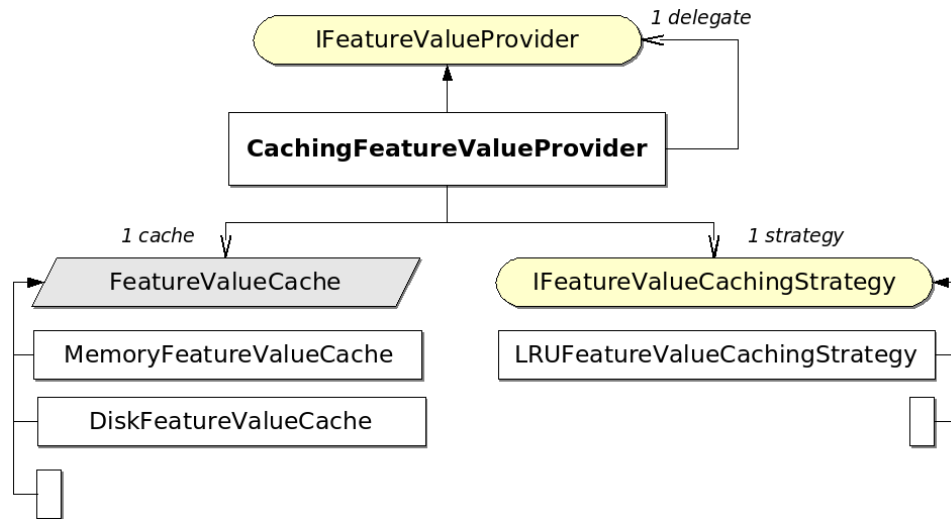 1 delegate
IFeatureValueProvider
CachingFeatureValueProvider
1 cache
1 strategy
FeatureValueCache
IFeatureValueCachingStrategy
MemoryFeatureValueCache
LRUFeatureValueCachingStrategy
DiskFeatureValueCache